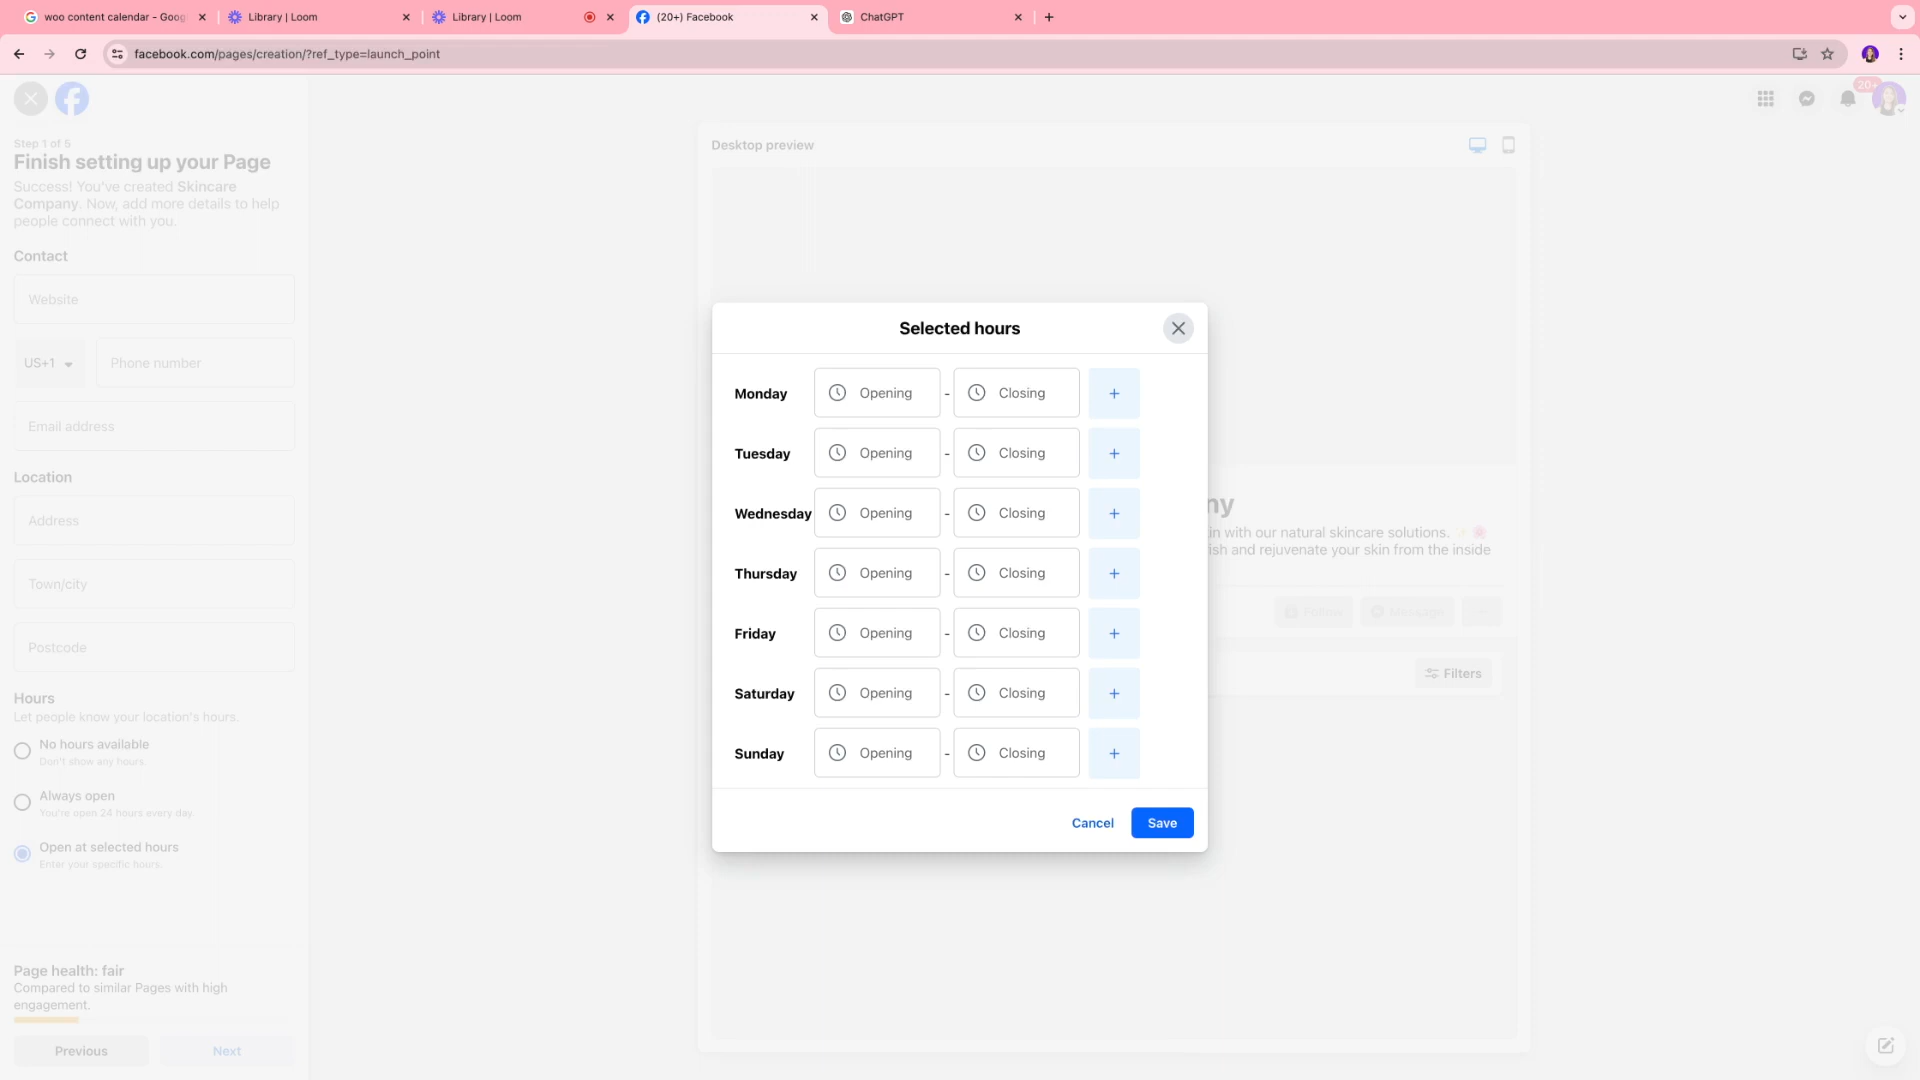 woo content calendar - Goog
Library | Loom
Library | Loom
(20+) Facebook
ChatGPT
facebook.com/pages/creation/?ref_type=launch_point
20+
Step 1 of 5
Finish setting up your Page
Success! You've created Skincare
Company. Now, add more details to help
people connect with you.
Contact
Website
US+1
Phone number
Email address
Location
Address
Town/city
Postcode
Hours
Let people know your location's hours.
No hours available
Don't show any hours.
Always open
You're open 24 hours every day.
Open at selected hours
Enter your specific hours.
Page health: fair
Compared to similar Pages with high
engagement.
Previous
Next
Desktop preview
Selected hours
Monday Opening - Closing +
Tuesday Opening - Closing +
Wednesday Opening - Closing +
Thursday Opening - Closing +
Friday Opening - Closing +
Saturday Opening - Closing +
Sunday Opening - Closing +
Cancel
Save
ny
in with our natural skincare solutions. ✨🌸
ish and rejuvenate your skin from the inside
Follow
Message
Filters